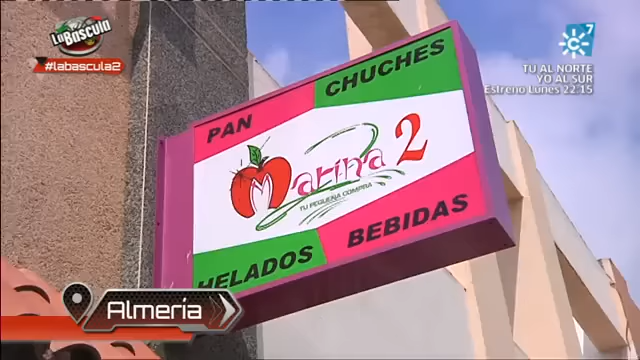 La Báscula
#labascula2
7
TU AL NORTE
YO AL SUR
Estreno Lunes 22:15
PAN
CHUCHES
Marina 2
TU PEQUEÑA COMPRA
HELADOS
BEBIDAS
Almería